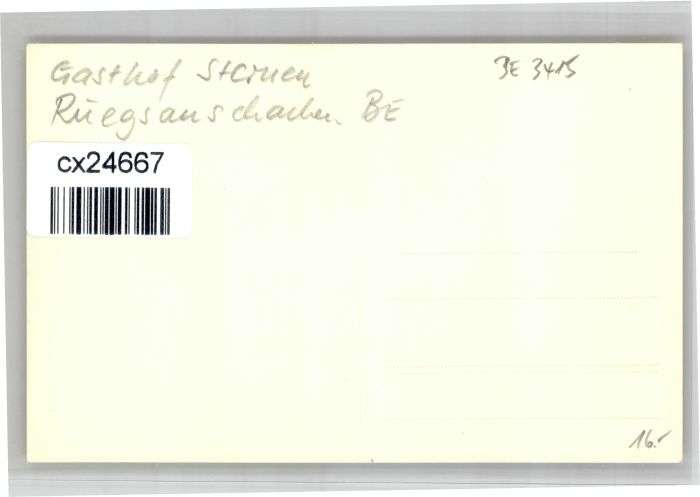 Gasthof Sternen BE 3415
Rüegsauschachen. BE
cx24667
16.-